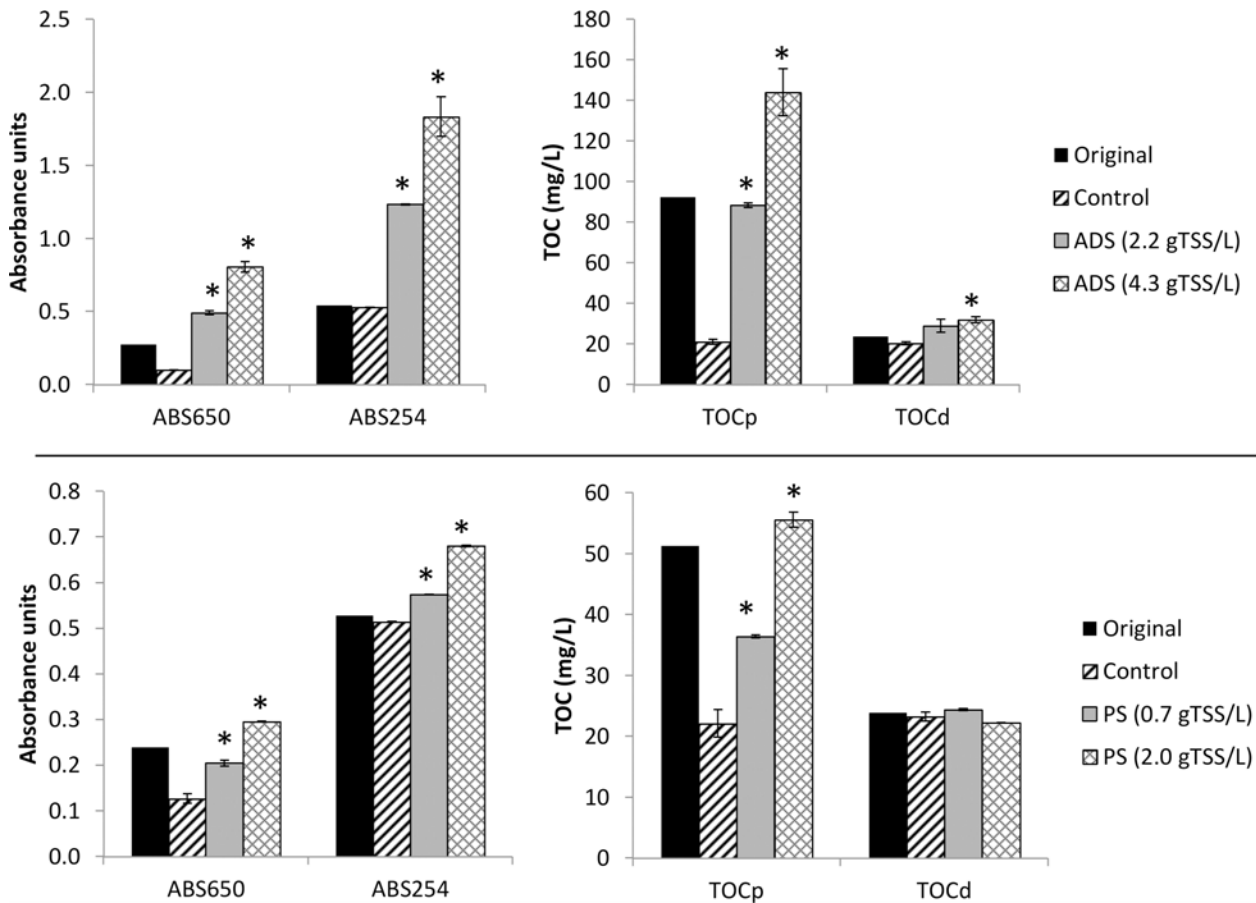 Absorbance units
2.5
2.0
1.5
1.0
0.5
0.0
*
*
*
*
ABS650
ABS254
TOC (mg/L)
180
160
140
120
100
80
60
40
20
0
*
*
*
TOCp
TOCd
Original
Control
ADS (2.2 gTSS/L)
ADS (4.3 gTSS/L)
Absorbance units
0.8
0.7
0.6
0.5
0.4
0.3
0.2
0.1
0.0
*
*
*
*
ABS650
ABS254
TOC (mg/L)
60
50
40
30
20
10
0
*
*
TOCp
TOCd
Original
Control
PS (0.7 gTSS/L)
PS (2.0 gTSS/L)